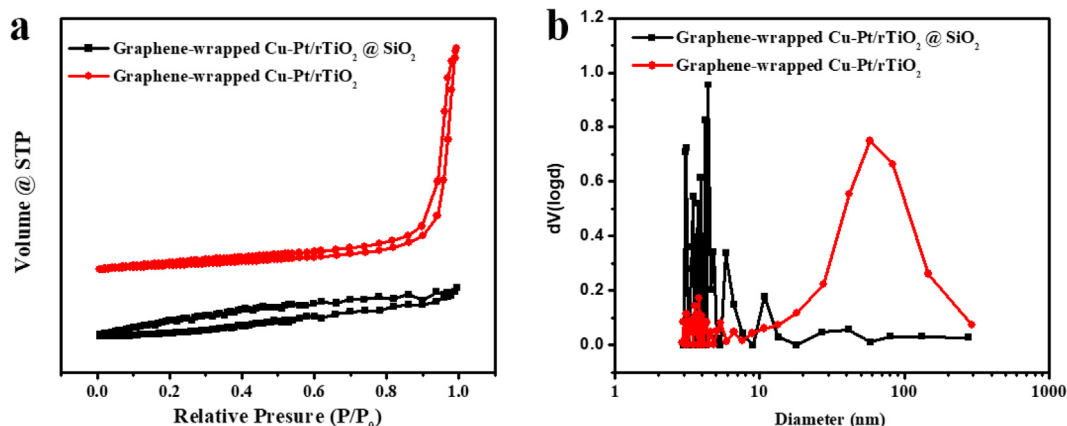 a
Graphene-wrapped Cu-Pt/rTiO₂ @ SiO₂
Graphene-wrapped Cu-Pt/rTiO₂
Volume @ STP
0.0 0.2 0.4 0.6 0.8 1.0
Relative Presure (P/P₀)
b
Graphene-wrapped Cu-Pt/rTiO₂ @ SiO₂
Graphene-wrapped Cu-Pt/rTiO₂
dV(logd)
1.2
1.0
0.8
0.6
0.4
0.2
0.0
1 10 100 1000
Diameter (nm)